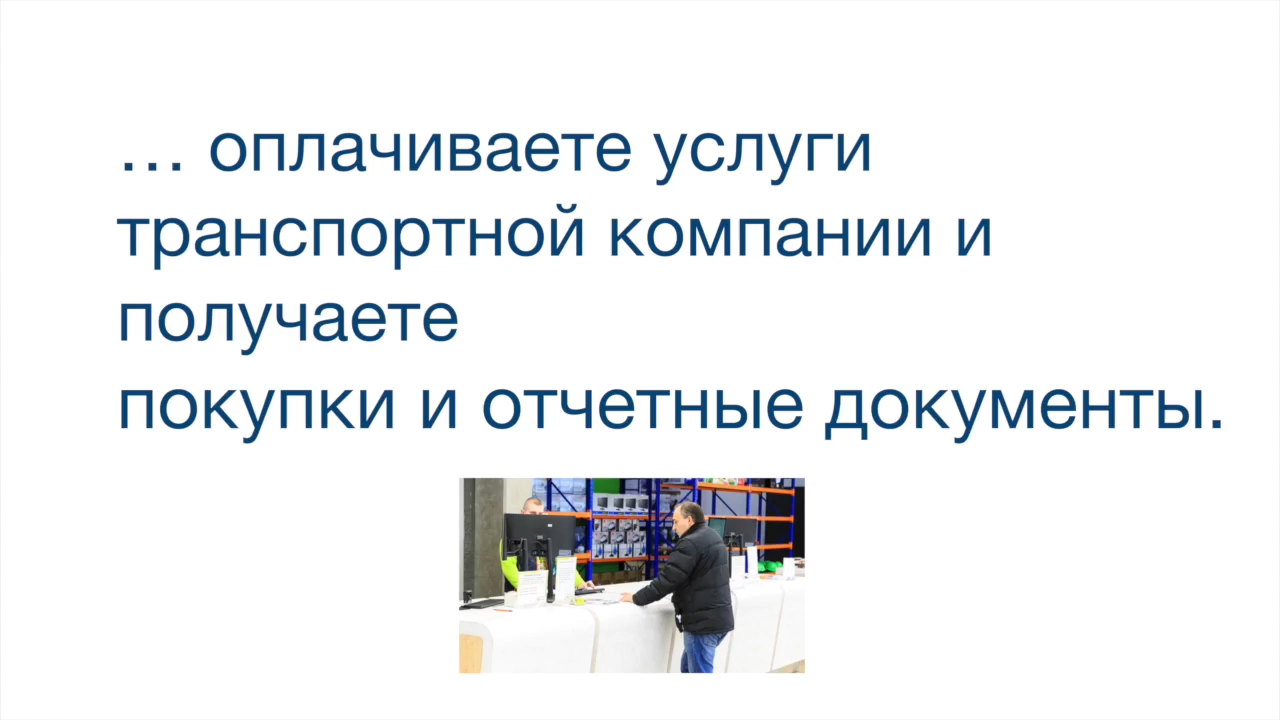 … оплачиваете услуги
транспортной компании и
получаете
покупки и отчетные документы.